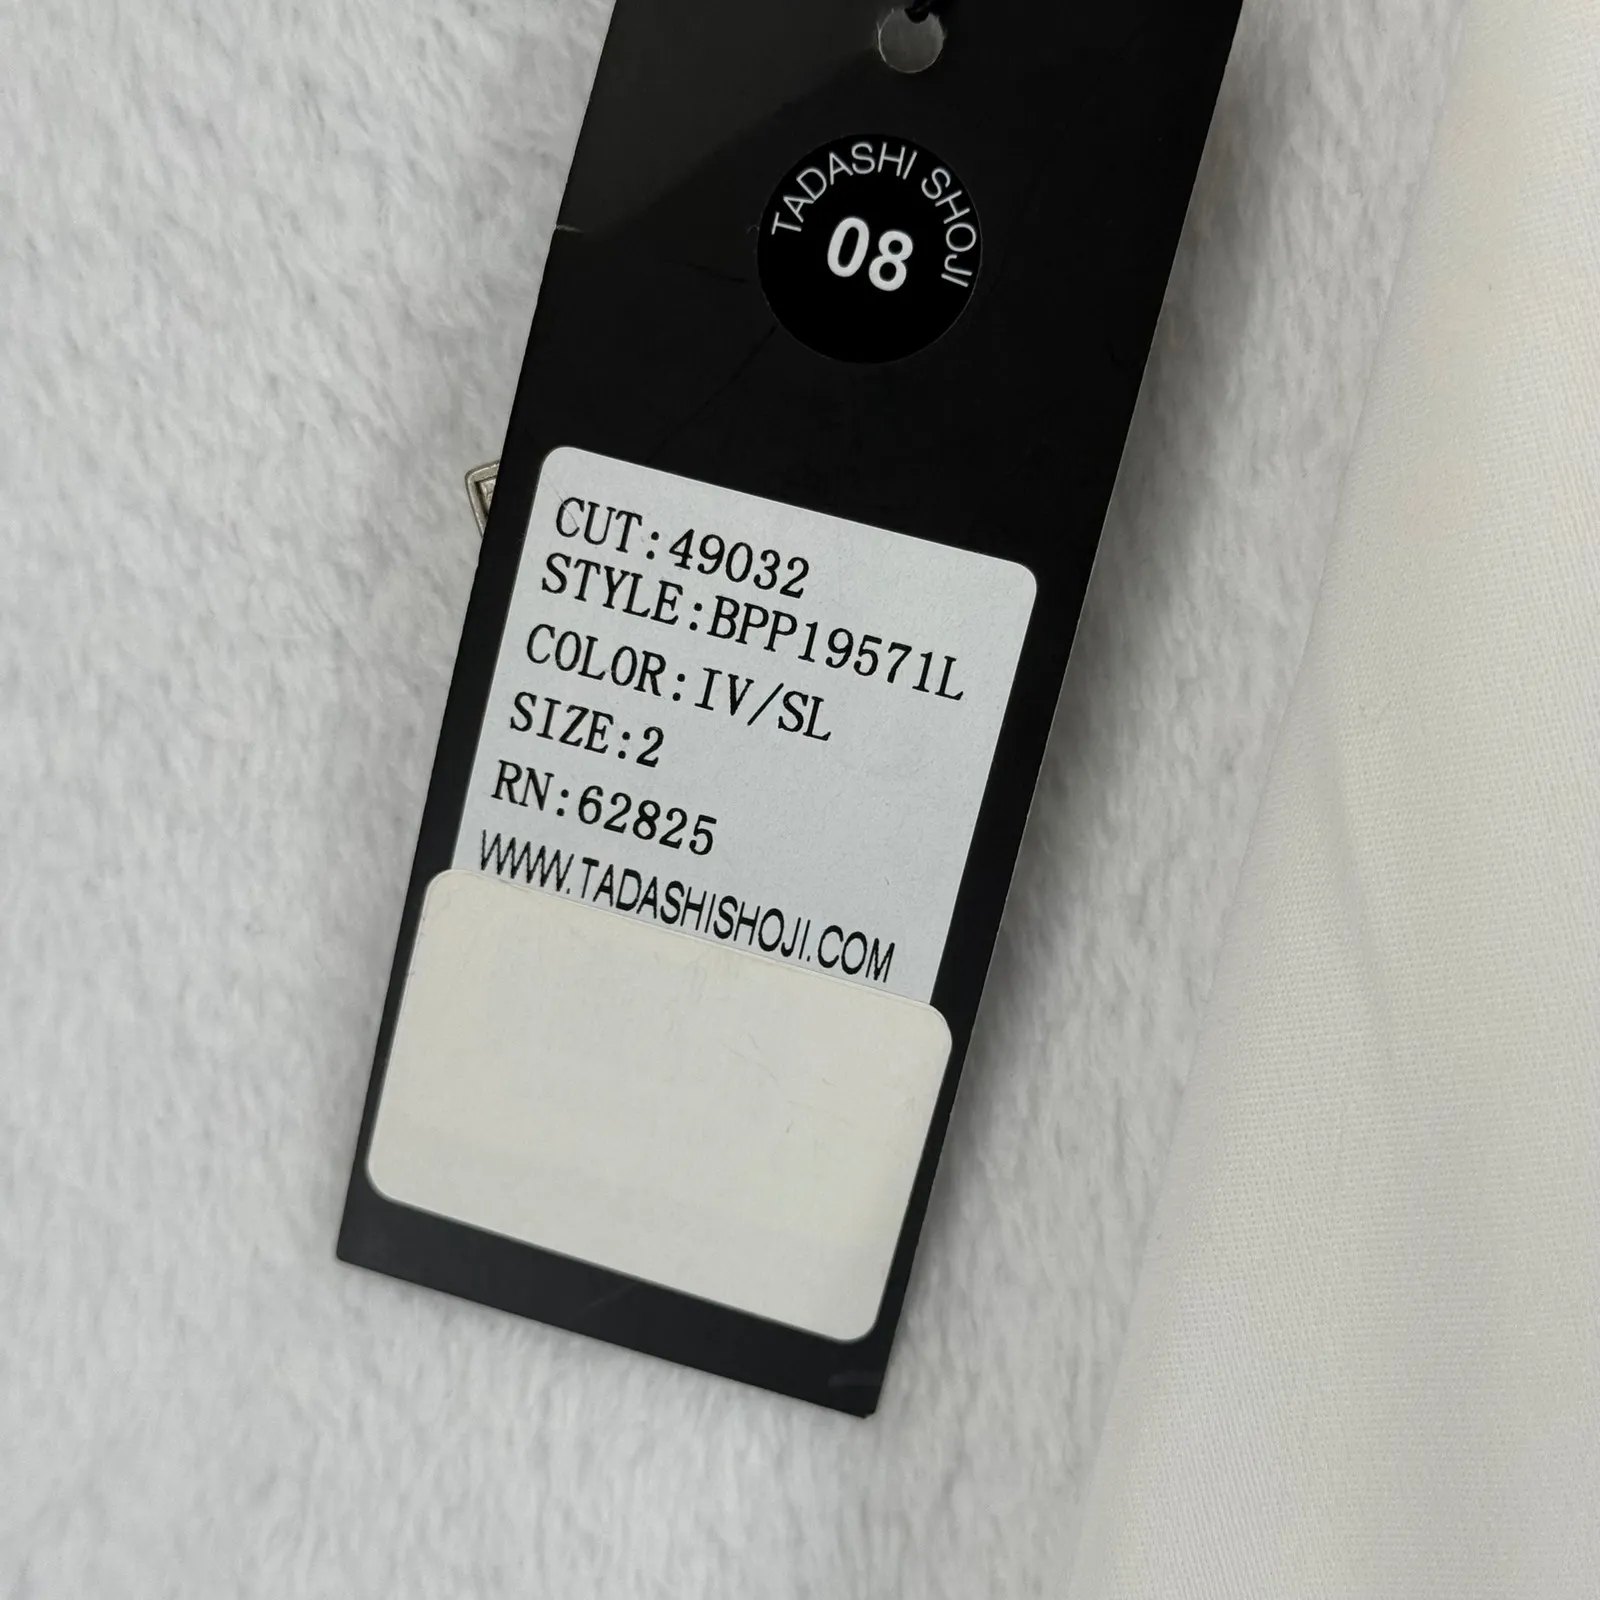 TADASHI SHOJI
08
CUT:49032
STYLE:BPP19571L
COLOR:IV/SL
SIZE:2
RN:62825
WWW.TADASHISHOJI.COM